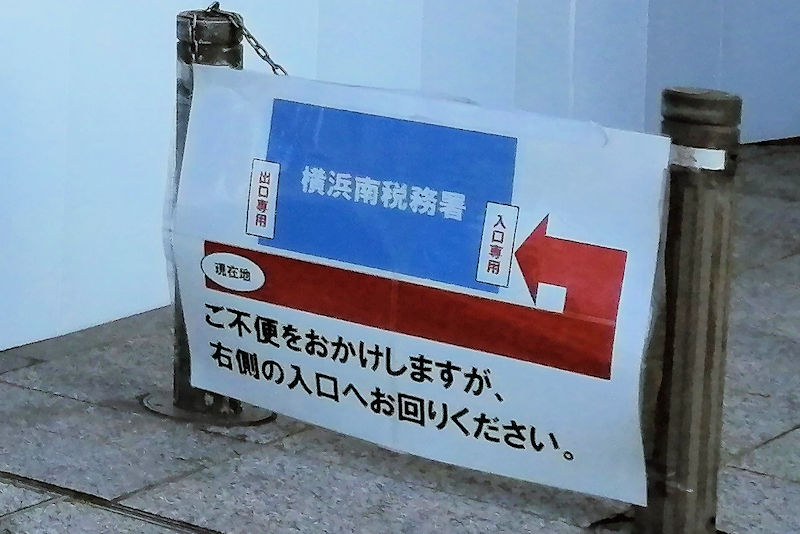 横浜南税務署
出口専用
入口専用
現在地
ご不便をおかけしますが、
右側の入口へお回りください。